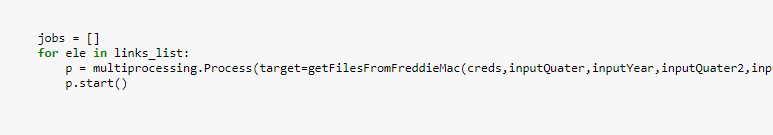 jobs = []
for ele in links_list:
    p = multiprocessing.Process(target=getFilesFromFreddieMac(creds,inputQuater,inputYear,inputQuater2,inp
    p.start()